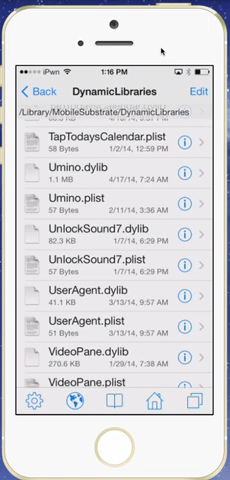 iPwn 1:16 PM
Back DynamicLibraries Edit
/Library/MobileSubstrate/DynamicLibraries
TapTodaysCalendar.plist
58 Bytes 1/2/14, 12:59 PM
Umino.dylib
1.1 MB 4/17/14, 7:24 AM
Umino.plist
57 Bytes 2/11/14, 3:36 AM
UnlockSound7.dylib
82.3 KB 1/7/14, 6:29 PM
UnlockSound7.plist
57 Bytes 1/7/14, 6:29 PM
UserAgent.dylib
41.1 KB 3/13/14, 9:57 AM
UserAgent.plist
57 Bytes 3/13/14, 9:57 AM
VideoPane.dylib
270.6 KB 1/29/14, 7:38 AM
VideoPane.plist